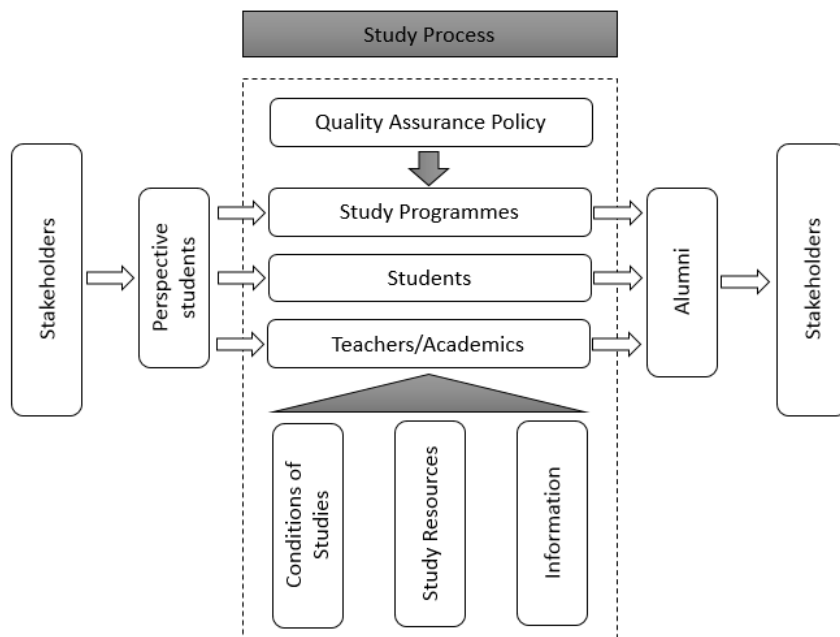 Study Process
Quality Assurance Policy
Stakeholders
Perspective
students
Study Programmes
Students
Teachers/Academics
Alumni
Stakeholders
Conditions of
Studies
Study Resources
Information